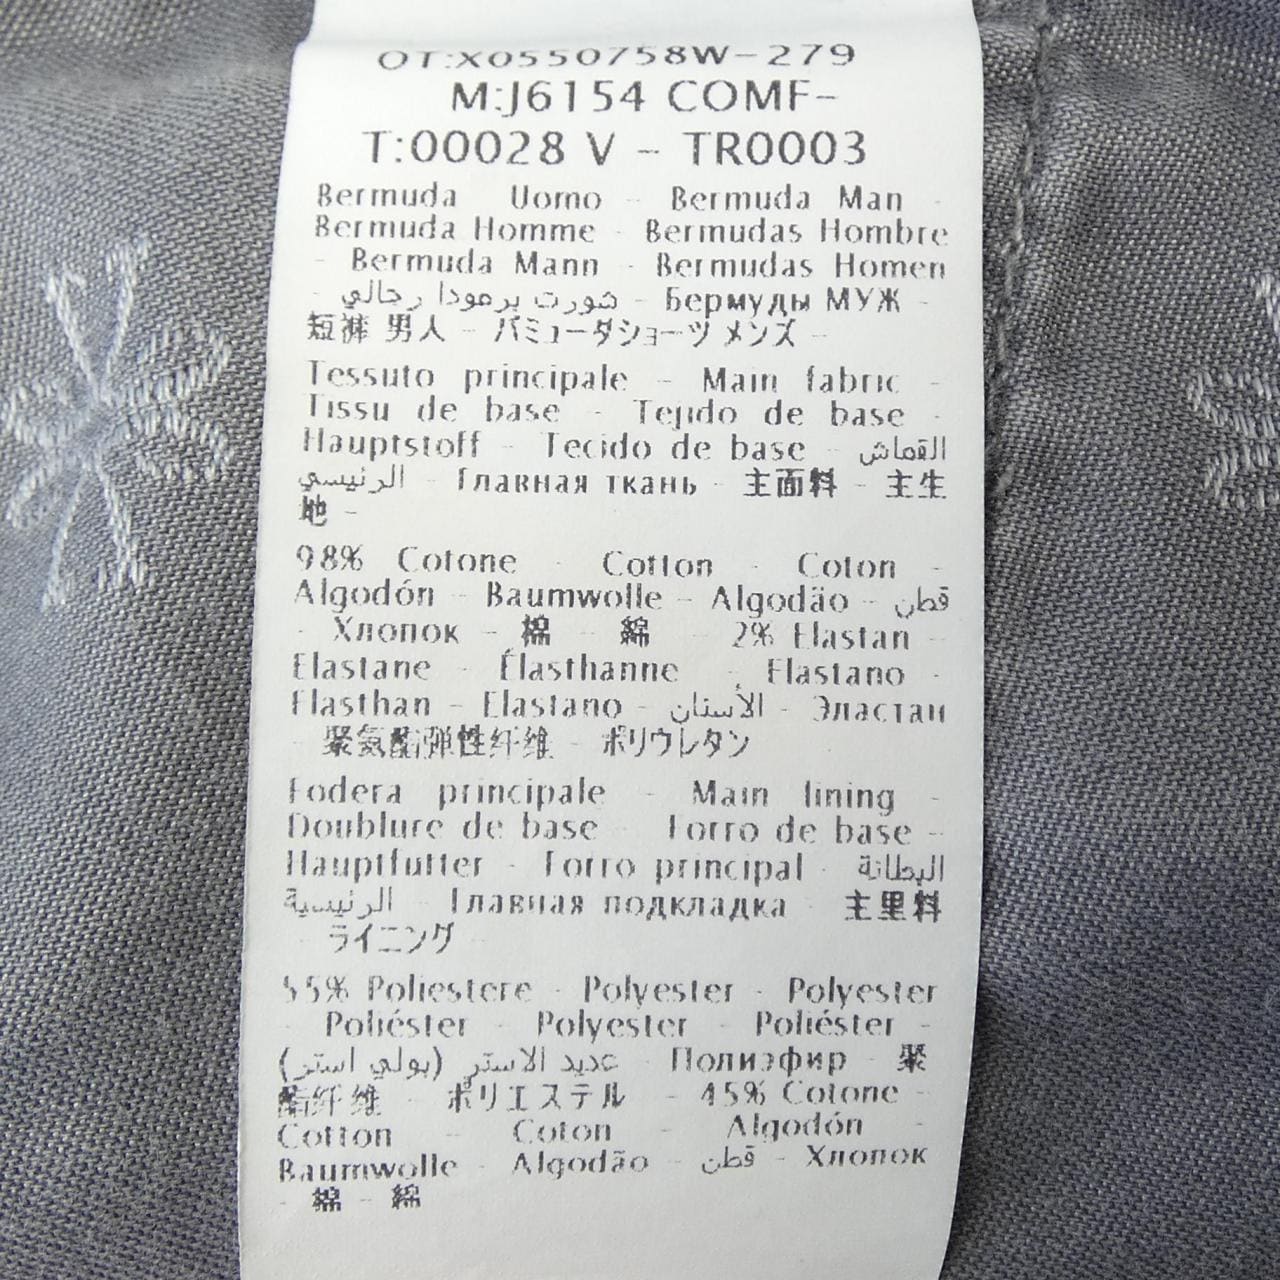 OT:X0550758W-279
M:J6154 COMF-
T:00028 V - TR0003
Bermuda Uomo - Bermuda Man -
Bermuda Homme - Bermudas Hombre
- Bermuda Mann - Bermudas Homen
- شورت برمودا رجالي - Бермуды МУЖ -
短裤 男人 - バミューダショーツ メンズ -
Tessuto principale - Main fabric -
Tissu de base - Tejido de base -
Hauptstoff - Tecido de base - القماش
الرئيسي - Главная ткань - 主面料 - 主生
地 -
98% Cotone - Cotton - Coton -
Algodón - Baumwolle - Algodão - قطن
- Хлопок - 棉 - 綿 - 2% Elastan -
Elastane - Élasthanne - Elastano -
Elasthan - Elastano - الأستان - Эластан
- 聚氨酯弹性纤维 - ポリウレタン
Fodera principale - Main lining -
Doublure de base - Forro de base -
Hauptfutter - Forro principal - البطانة
الرئيسية - Главная подкладка - 主里料
- ライニング -
55% Poliestere - Polyester - Polyester
- Poliéster - Polyester - Poliéster -
عديد الاستر (بولي استر) - Полиэфир - 聚
酯纤维 - ポリエステル - 45% Cotone -
Cotton - Coton - Algodón -
Baumwolle - Algodão - قطن - Хлопок
- 棉 - 綿